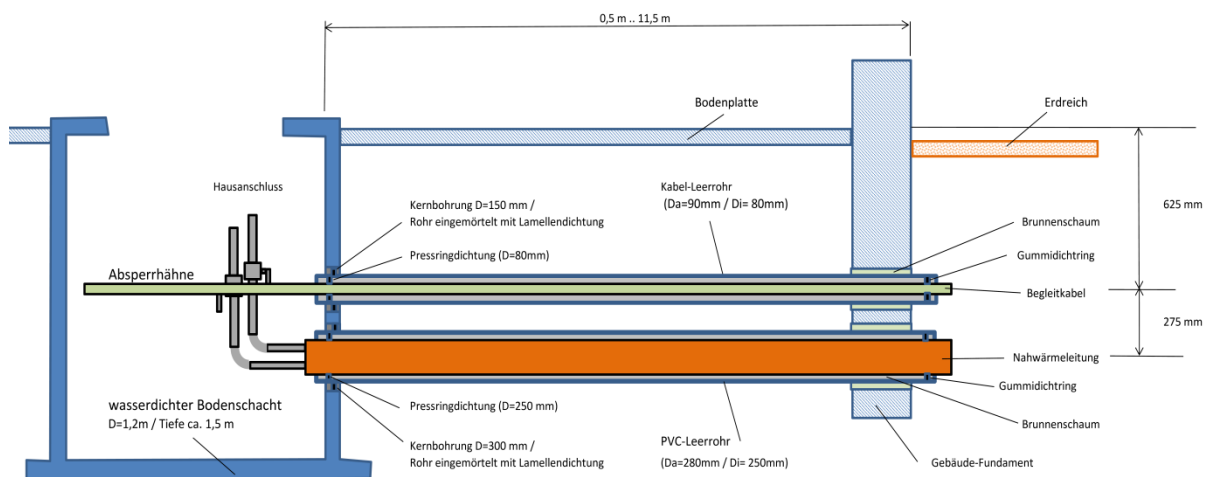 0,5 m .. 11,5 m
Bodenplatte
Erdreich
Hausanschluss
Kernbohrung D=150 mm /
Rohr eingemörtelt mit Lamellendichtung
Kabel-Leerrohr
(Da=90mm / Di= 80mm)
625 mm
Brunnenschaum
Pressringdichtung (D=80mm)
Gummidichtring
Absperrhähne
Begleitkabel
275 mm
Nahwärmeleitung
Gummidichtring
wasserdichter Bodenschacht
D=1,2m / Tiefe ca. 1,5 m
Pressringdichtung (D=250 mm)
Brunnenschaum
Kernbohrung D=300 mm /
Rohr eingemörtelt mit Lamellendichtung
PVC-Leerrohr
(Da=280mm / Di= 250mm)
Gebäude-Fundament